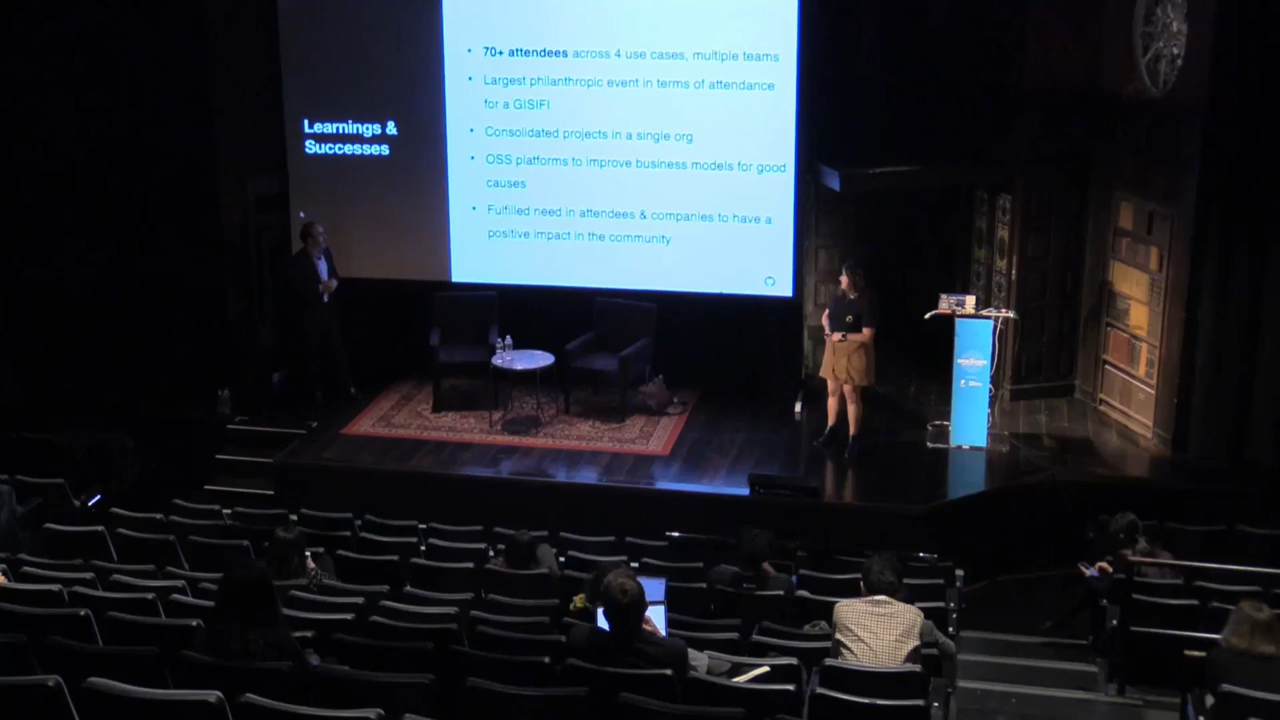 Learnings &
Successes
• 70+ attendees across 4 use cases, multiple teams
• Largest philanthropic event in terms of attendance
for a GISIFI
• Consolidated projects in a single org
• OSS platforms to improve business models for good
causes
• Fulfilled need in attendees & companies to have a
positive impact in the community